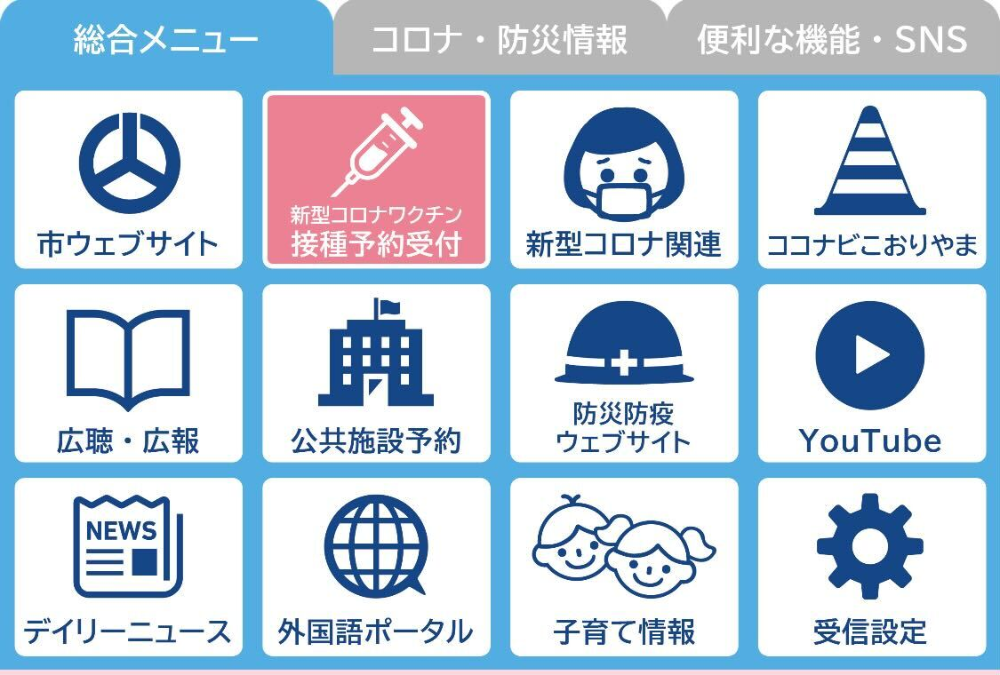 総合メニュー
コロナ・防災情報
便利な機能・SNS
市ウェブサイト
新型コロナワクチン
接種予約受付
新型コロナ関連
ココナビこおりやま
広聴・広報
公共施設予約
防災防疫
ウェブサイト
YouTube
NEWS
デイリーニュース
外国語ポータル
子育て情報
受信設定